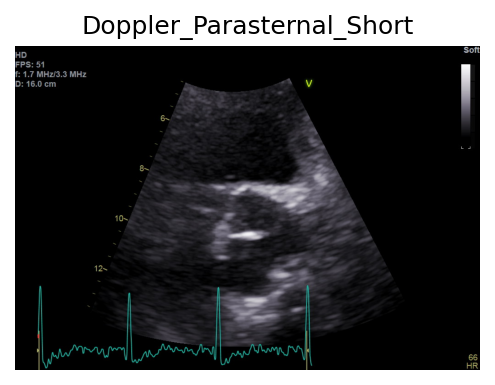 Doppler_Parasternal_Short
HD
FPS: 51
f: 1.7 MHz/3.3 MHz
D: 16.0 cm
Soft
V
6
8
10
12
66
HR